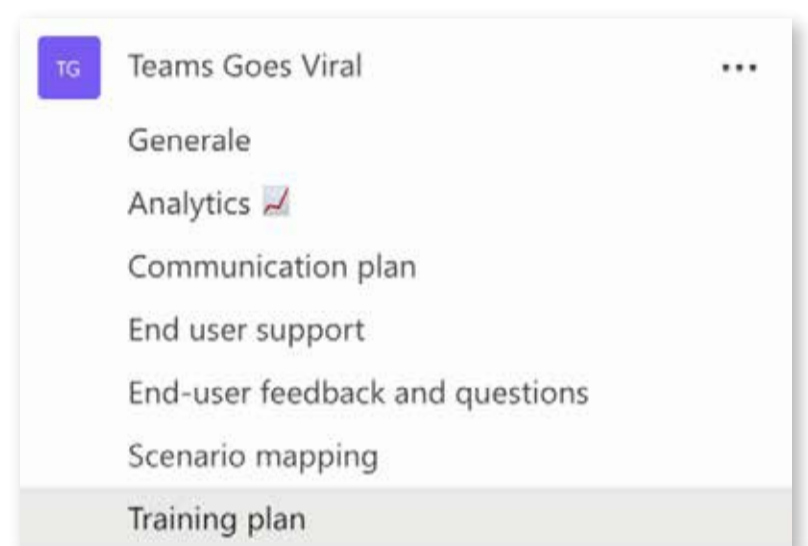 TG Teams Goes Viral ...
Generale
Analytics 📈
Communication plan
End user support
End-user feedback and questions
Scenario mapping
Training plan